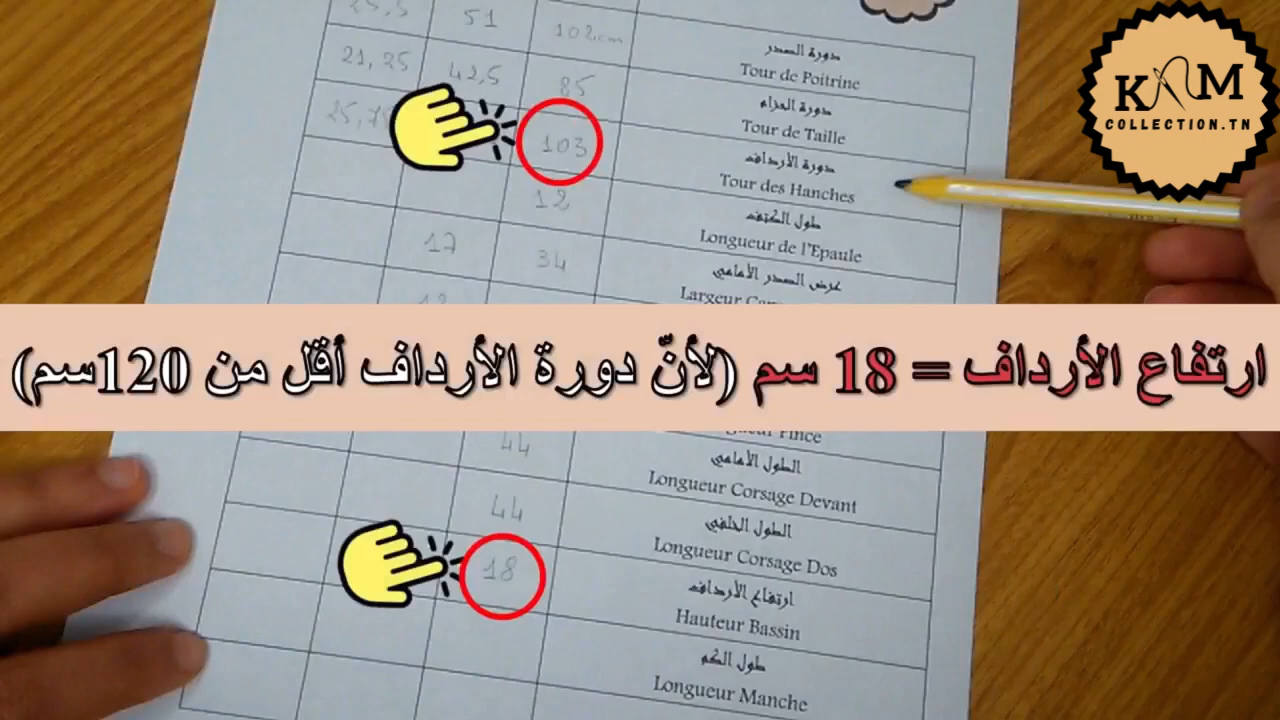 25,5 51 102cm
دورة الصدر
Tour de Poitrine
21,25 42,5 85
دورة الحزام
Tour de Taille
103
دورة الأرداف
Tour des Hanches
12
طول الكتف
Longueur de l'Epaule
17 34
عرض الصدر الأمامي
Largeur
KAM
COLLECTION.TN
ارتفاع الأرداف = 18 سم (لأنّ دورة الأرداف أقل من 120سم)
Pince
44
الطول الأمامي
Longueur Corsage Devant
44
الطول الخلفي
Longueur Corsage Dos
18
ارتفاع الأرداف
Hauteur Bassin
طول الكم
Longueur Manche